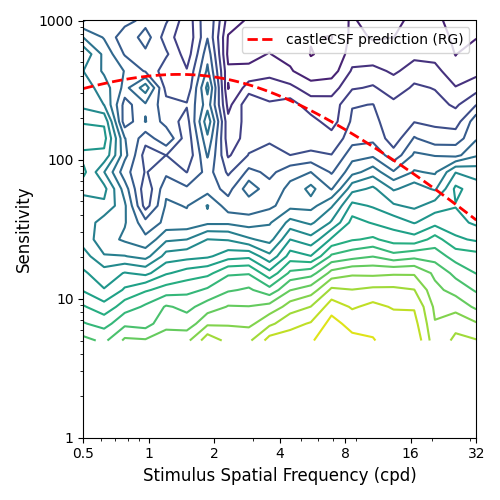 1000
castleCSF prediction (RG)
100
Sensitivity
10
1
0.5 1 2 4 8 16 32
Stimulus Spatial Frequency (cpd)